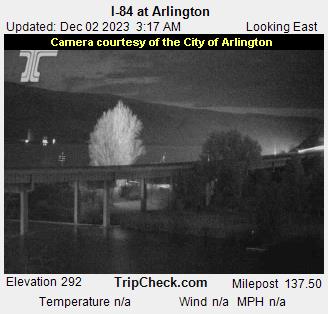 I-84 at Arlington
Updated: Dec 02 2023 3:17 AM Looking East
Camera courtesy of the City of Arlington
Elevation 292 TripCheck.com Milepost 137.50
Temperature n/a Wind n/a MPH n/a